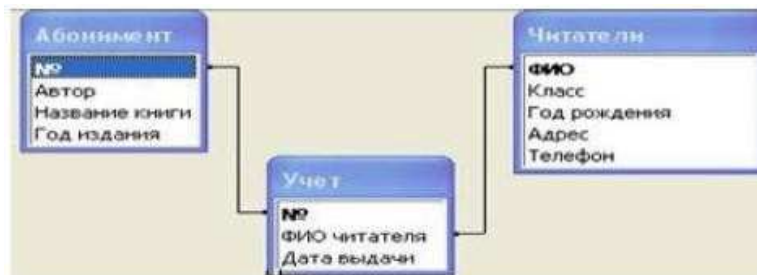 Абонимент
№
Автор
Название книги
Год издания
Читатели
ФИО
Класс
Год рождения
Адрес
Телефон
Учет
№
ФИО читателя
Дата выдачи